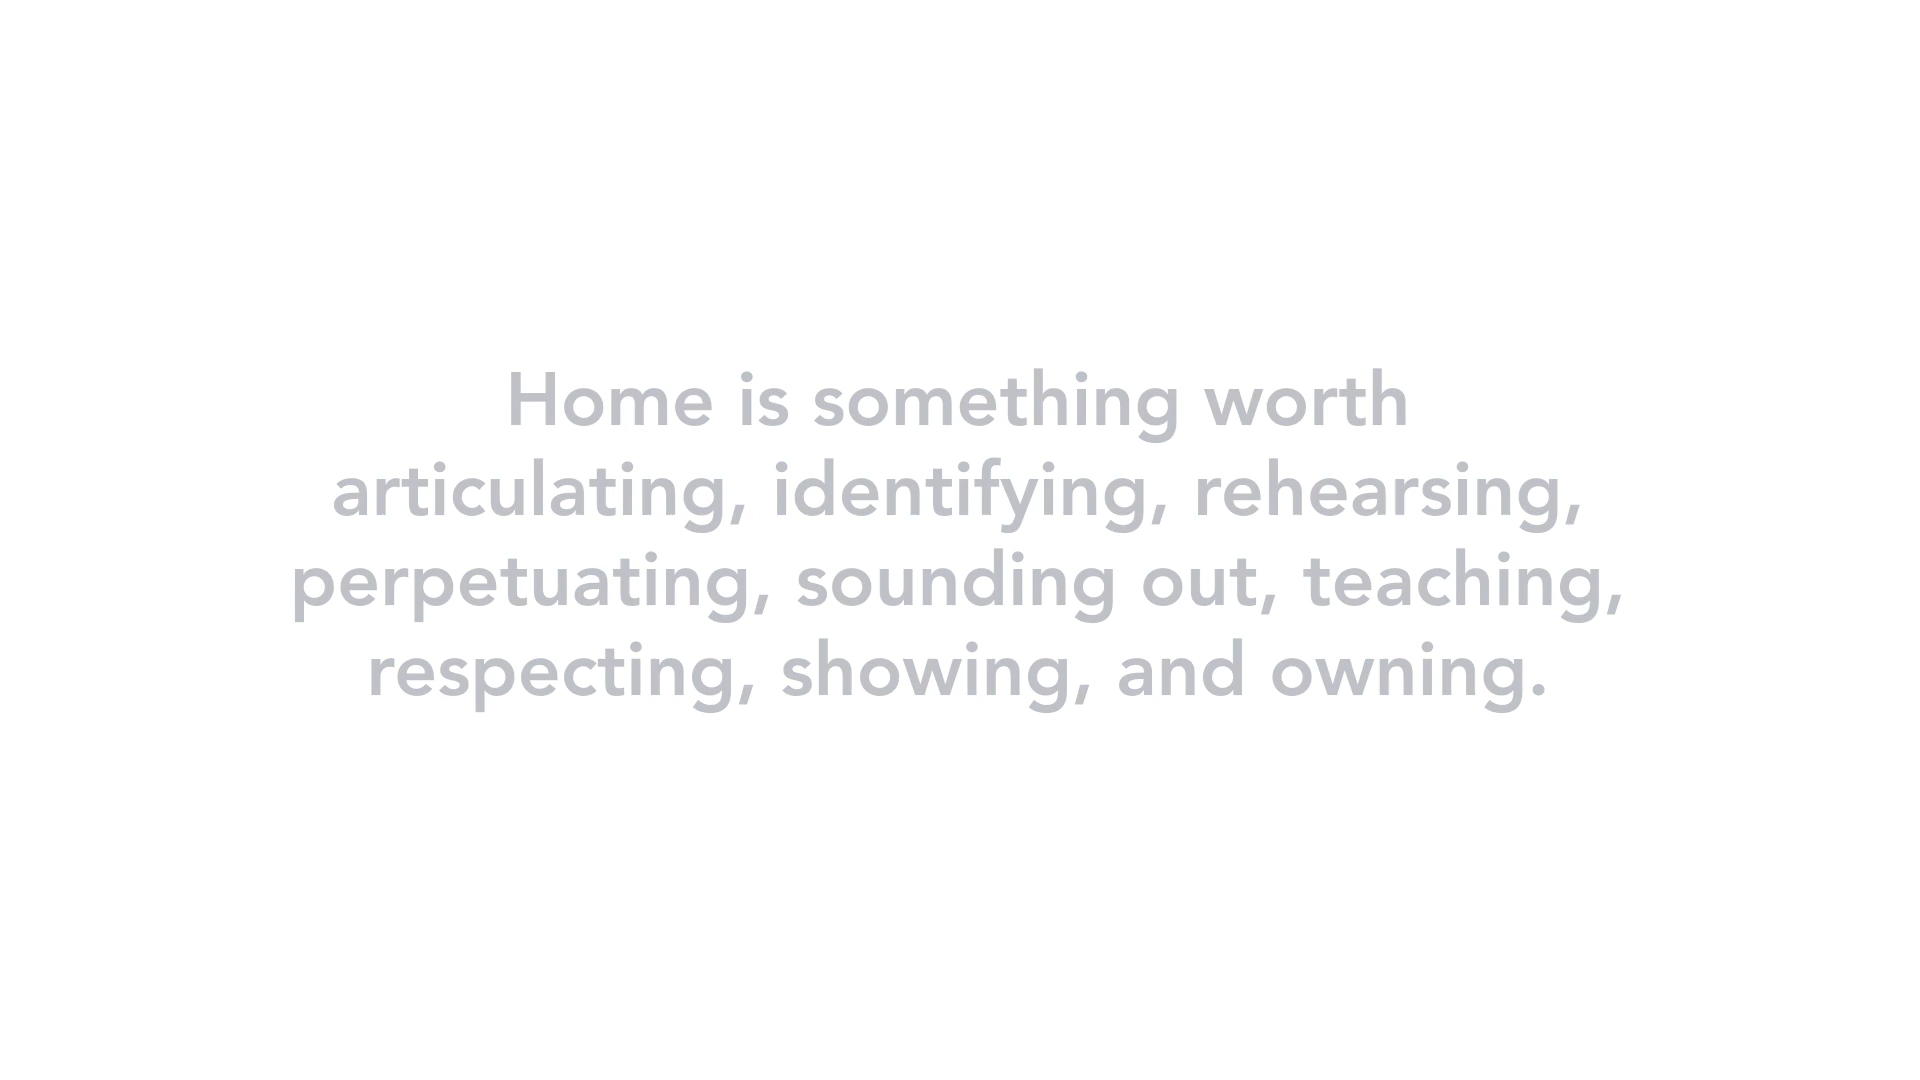 Home is something worth
articulating, identifying, rehearsing,
perpetuating, sounding out, teaching,
respecting, showing, and owning.